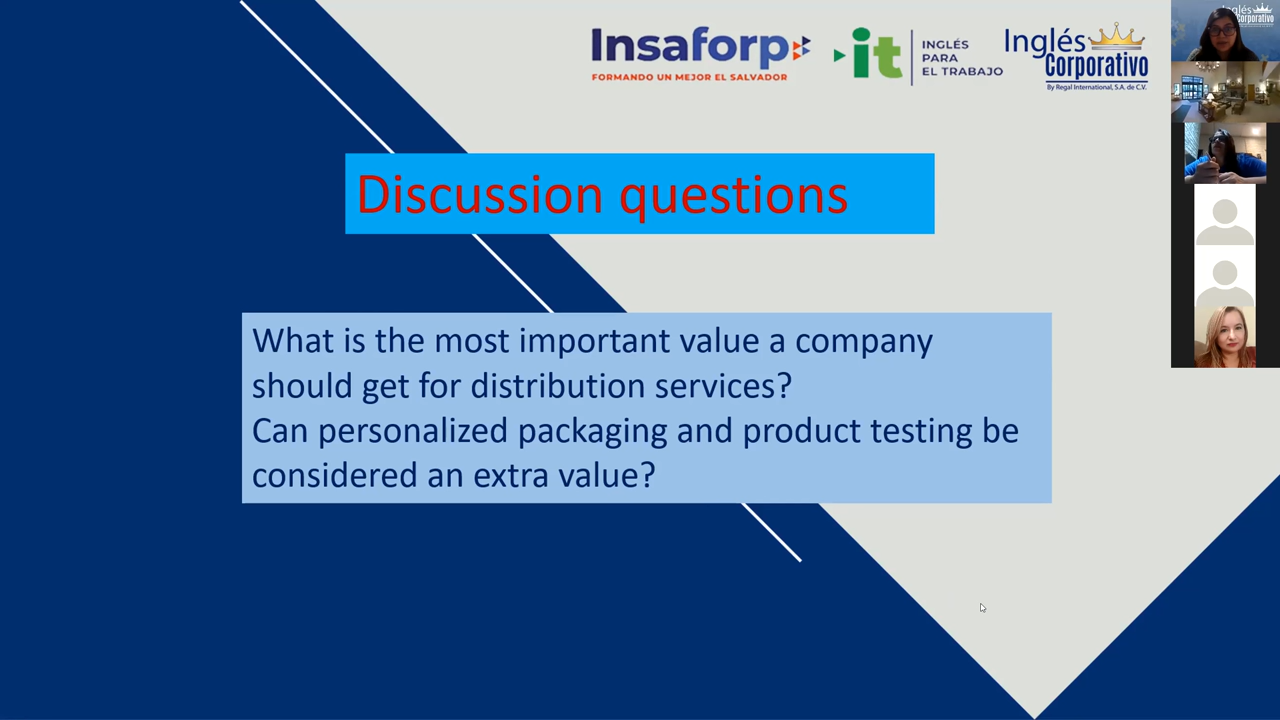 Insaforp
FORMANDO UN MEJOR EL SALVADOR
it
INGLÉS
PARA
EL TRABAJO
Inglés
Corporativo
By Regal International, S.A. de C.V.
Inglés
Corporativo
Discussion questions
What is the most important value a company
should get for distribution services?
Can personalized packaging and product testing be
considered an extra value?